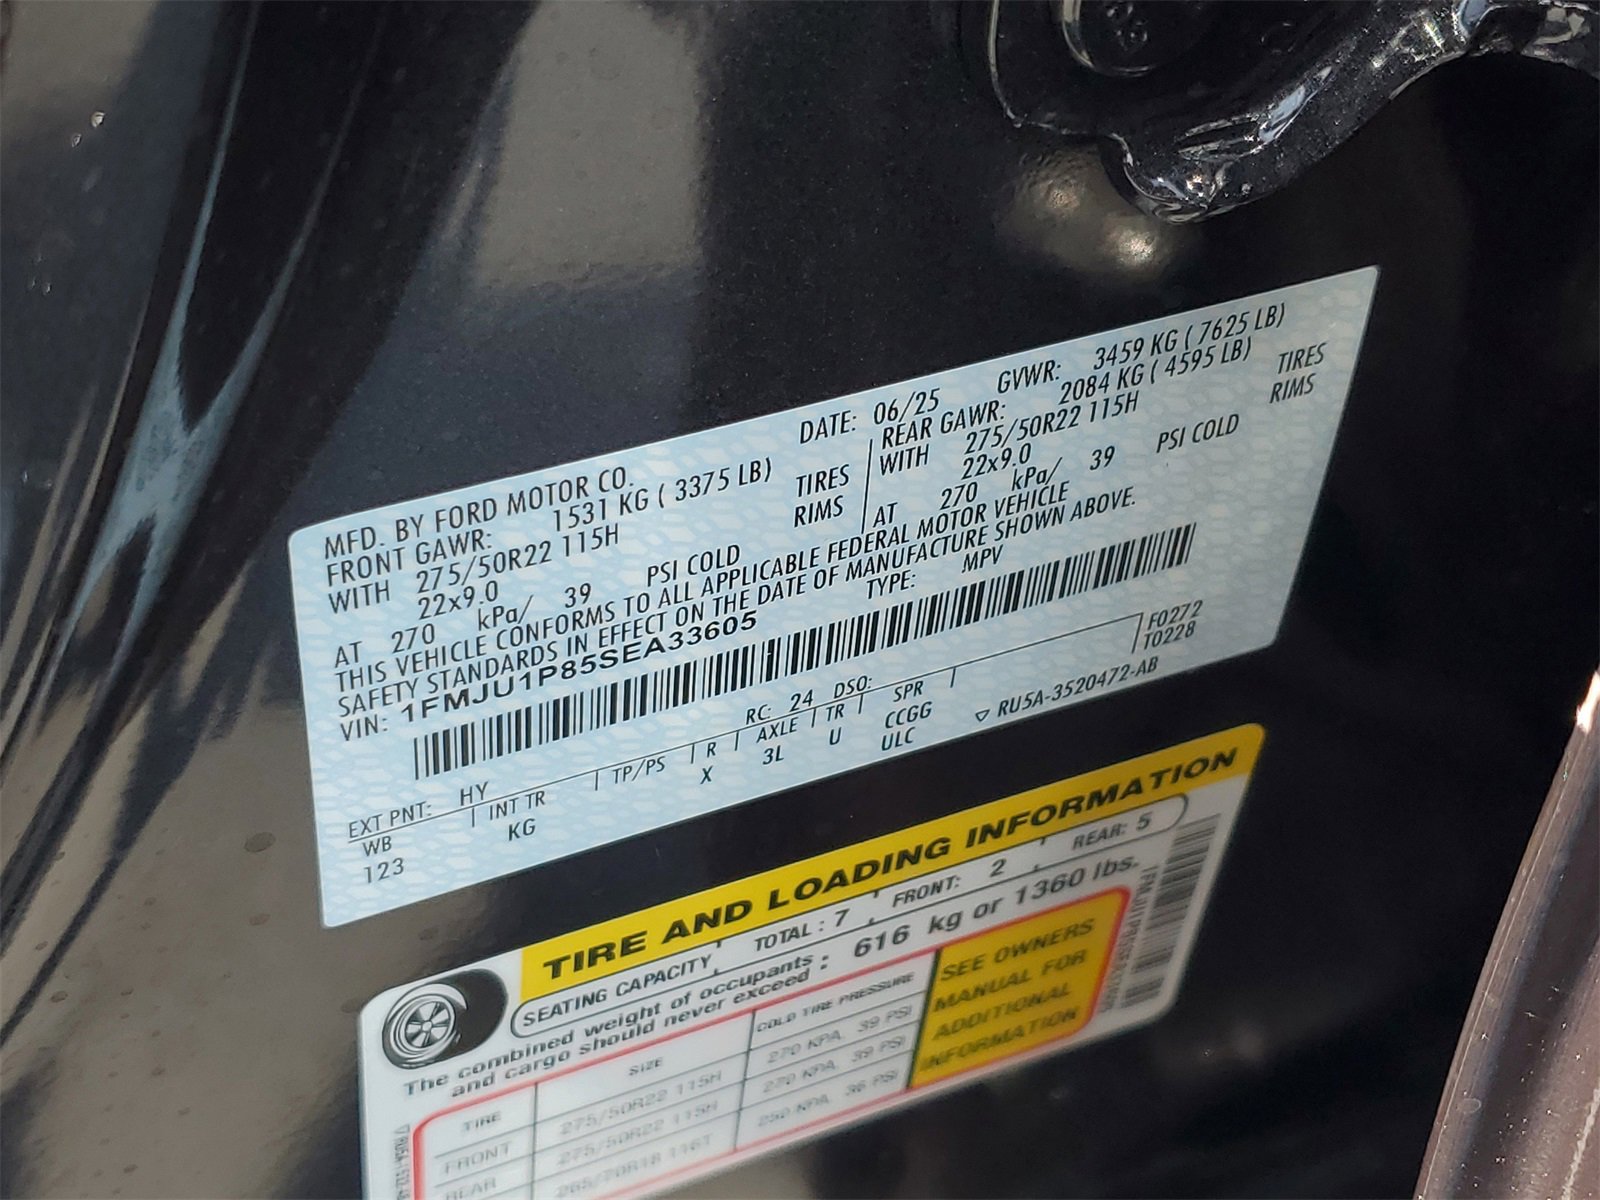 MFD. BY FORD MOTOR CO.
DATE: 06/25 GVWR: 3459 KG ( 7625 LB)
FRONT GAWR: 1531 KG ( 3375 LB)
WITH 275/50R22 115H TIRES
22x9.0 RIMS
AT 270 kPa/ 39 PSI COLD
REAR GAWR: 2084 KG ( 4595 LB)
WITH 275/50R22 115H TIRES
22x9.0 RIMS
AT 270 kPa/ 39 PSI COLD
THIS VEHICLE CONFORMS TO ALL APPLICABLE FEDERAL MOTOR VEHICLE
SAFETY STANDARDS IN EFFECT ON THE DATE OF MANUFACTURE SHOWN ABOVE.
VIN: 1FMJU1P85SEA33605 TYPE: MPV
F0272
T0228
EXT PNT: HY RC: 24 DSO:
WB INT TR TP/PS R AXLE TR SPR
123 KG X 3L U CCGG
ULC
▽ RU5A-3520472-AB
TIRE AND LOADING INFORMATION
SEATING CAPACITY TOTAL : 7 FRONT: 2 REAR: 5
The combined weight of occupants
and cargo should never exceed : 616 kg or 1360 lbs.
TIRE SIZE COLD TIRE PRESSURE
FRONT 275/50R22 115H 270 KPA, 39 PSI
REAR 275/50R22 115H 270 KPA, 39 PSI
265/70R18 116T 250 KPA, 36 PSI
SEE OWNERS
MANUAL FOR
ADDITIONAL
INFORMATION